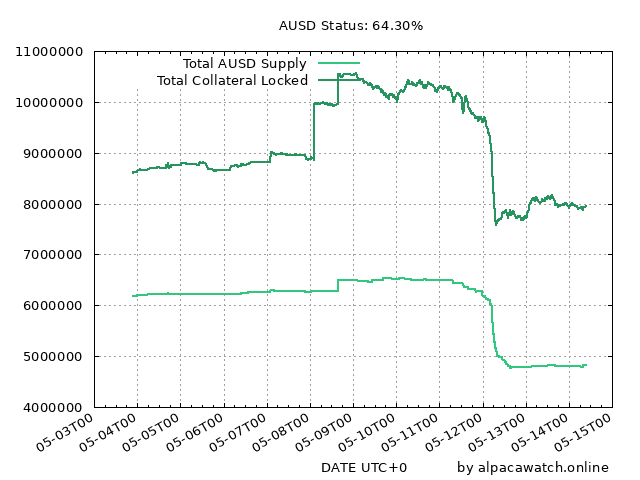 AUSD Status: 64.30%
11000000
10000000
9000000
8000000
7000000
6000000
5000000
4000000
Total AUSD Supply
Total Collateral Locked
05-03T00
05-04T00
05-05T00
05-06T00
05-07T00
05-08T00
05-09T00
05-10T00
05-11T00
05-12T00
05-13T00
05-14T00
05-15T00
DATE UTC+0
by alpacawatch.online